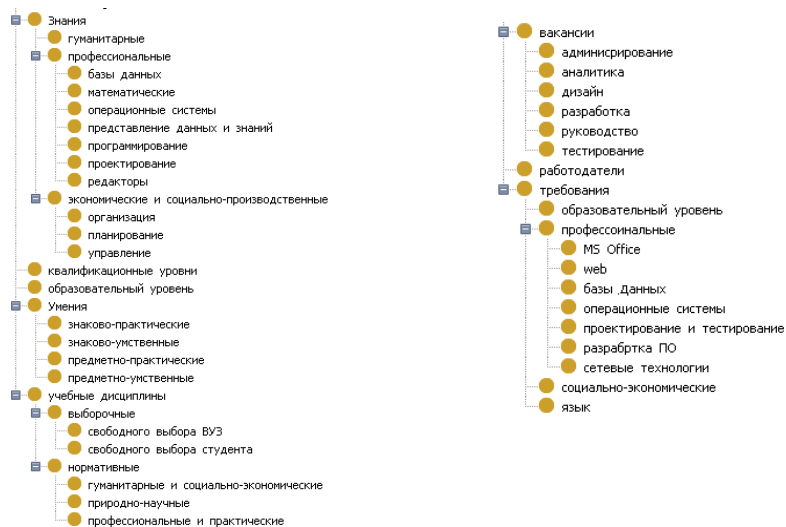 Знания
гуманитарные
профессиональные
базы данных
математические
операционные системы
представление данных и знаний
программирование
проектирование
редакторы
экономические и социально-производственные
организация
планирование
управление
квалификационные уровни
образовательный уровень
Умения
знаково-практические
знаково-умственные
предметно-практические
предметно-умственные
учебные дисциплины
выборочные
свободного выбора ВУЗ
свободного выбора студента
нормативные
гуманитарные и социально-экономические
природно-научные
профессиональные и практические
вакансии
админисрирование
аналитика
дизайн
разработка
руководство
тестирование
работодатели
требования
образовательный уровень
профессоинальные
MS Office
web
базы Данных
операционные системы
проектирование и тестирование
разрабртка ПО
сетевые технологии
социально-экономические
язык